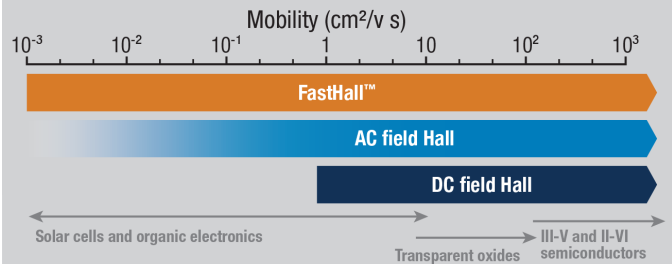 Mobility (cm²/v s)
10⁻³ 10⁻² 10⁻¹ 1 10 10² 10³
FastHall™
AC field Hall
DC field Hall
Solar cells and organic electronics
Transparent oxides
III-V and II-VI
semiconductors